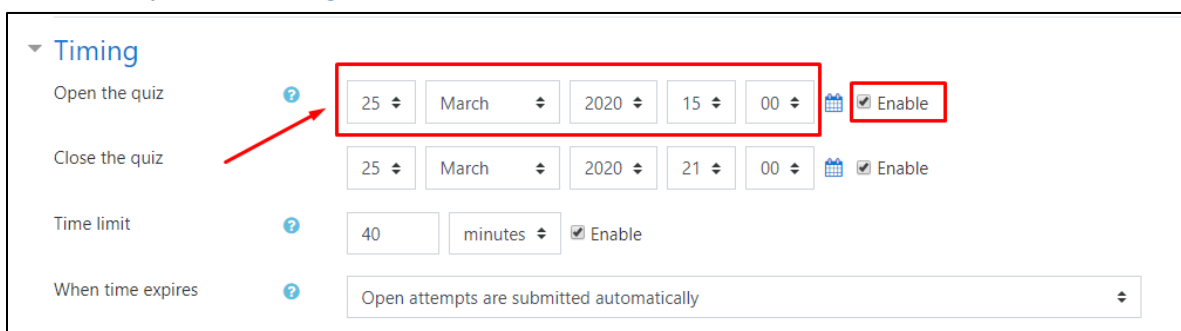 Timing
Open the quiz 25 March 2020 15 00 Enable
Close the quiz 25 March 2020 21 00 Enable
Time limit 40 minutes Enable
When time expires Open attempts are submitted automatically